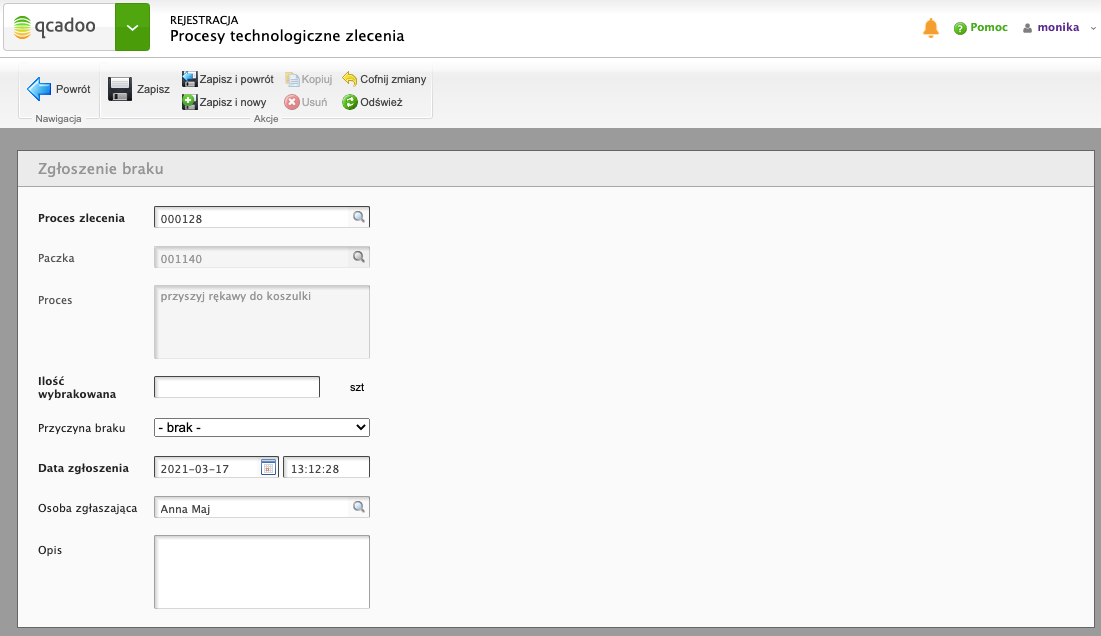 qcadoo
REJESTRACJA
Procesy technologiczne zlecenia
Pomoc
monika
Powrót
Zapisz
Zapisz i powrót
Kopiuj
Cofnij zmiany
Zapisz i nowy
Usuń
Odśwież
Nawigacja
Akcje
Zgłoszenie braku
Proces zlecenia
000128
Paczka
001140
Proces
przyszyj rękawy do koszulki
Ilość
wybrakowana
szt
Przyczyna braku
- brak -
Data zgłoszenia
2021-03-17
13:12:28
Osoba zgłaszająca
Anna Maj
Opis